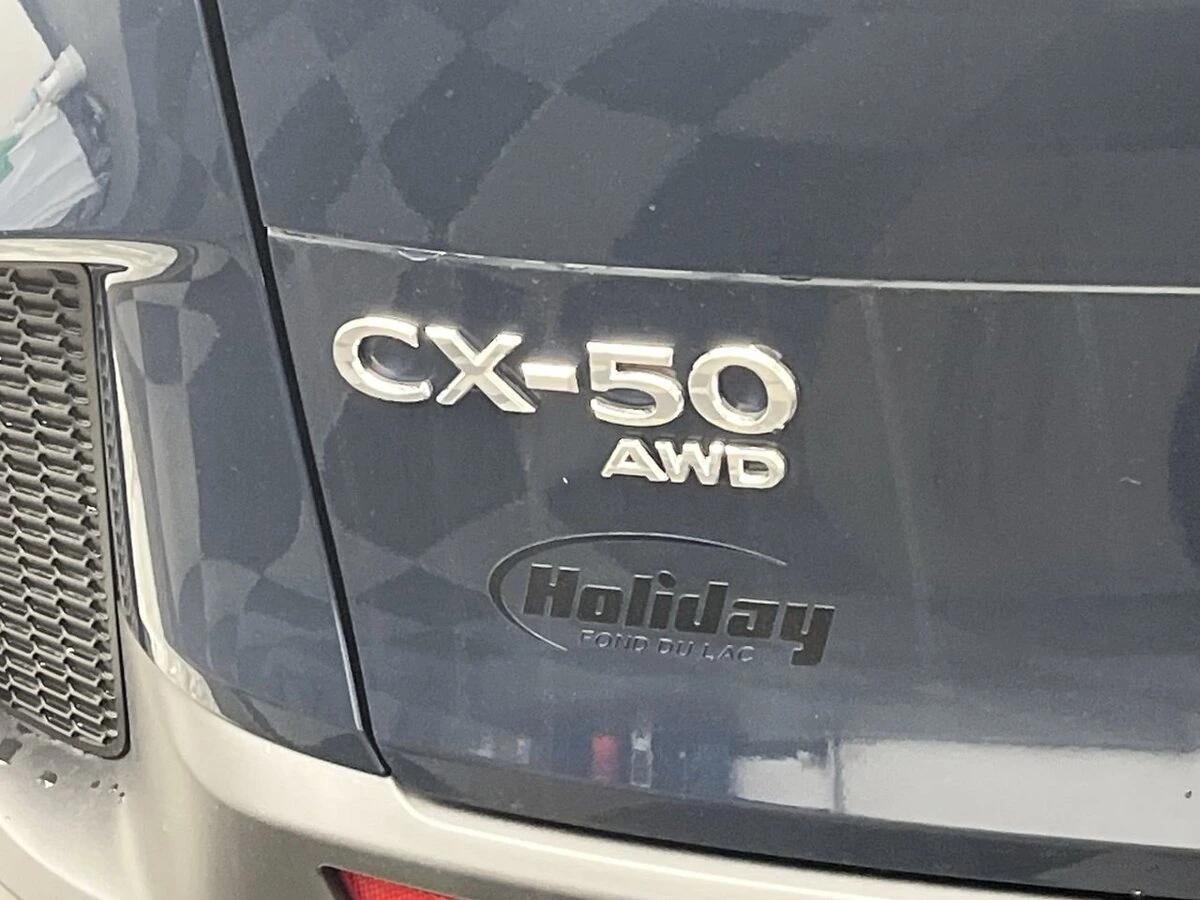 CX-50
AWD
Holiday
FOND DU LAC